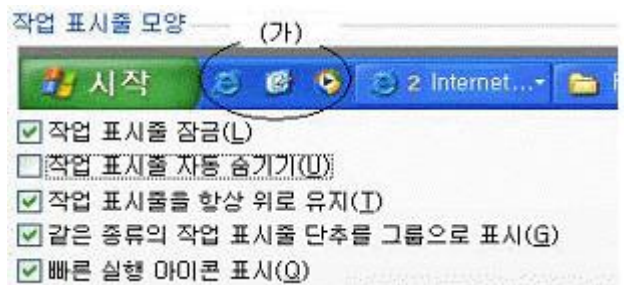 작업 표시줄 모양
(가)
시작 2 Internet...
작업 표시줄 잠금(L)
작업 표시줄 자동 숨기기(U)
작업 표시줄을 항상 위로 유지(T)
같은 종류의 작업 표시줄 단추를 그룹으로 표시(G)
빠른 실행 아이콘 표시(Q)